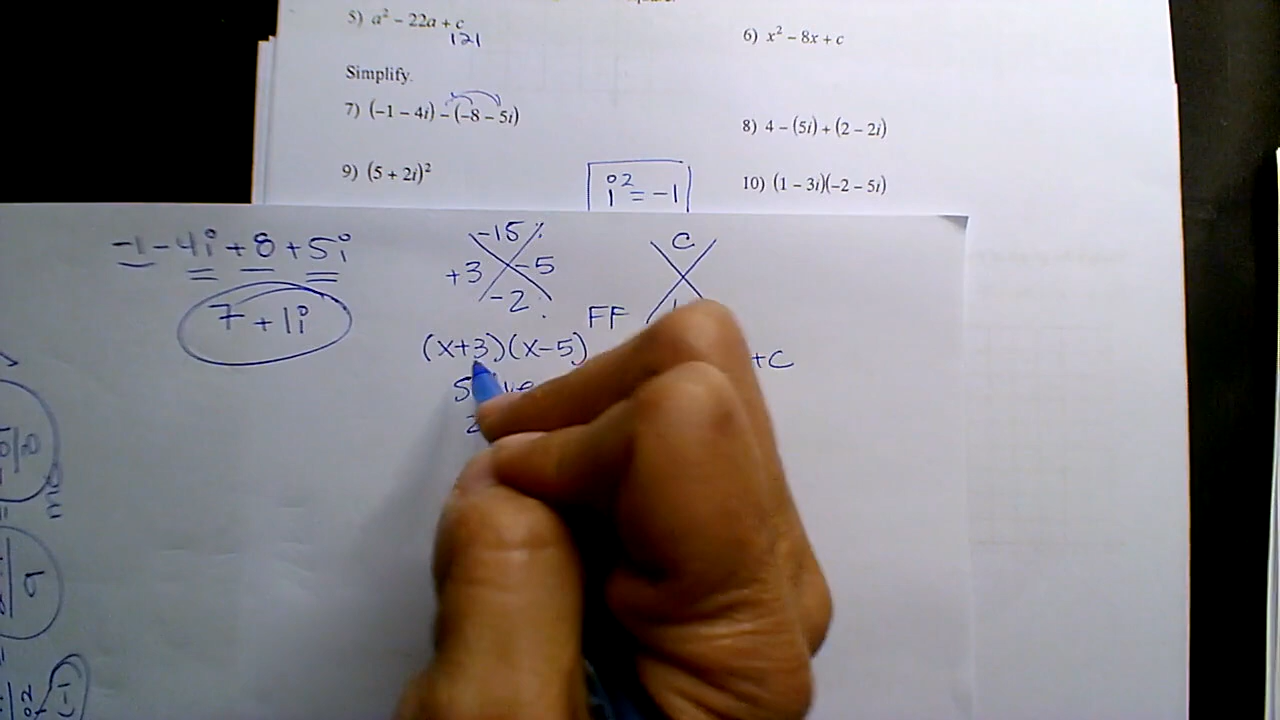 5) a² – 22a + c
121
6) x² – 8x + c
Simplify.
7) (–1 – 4i) – (–8 – 5i)
8) 4 – (5i) + (2 – 2i)
9) (5 + 2i)²
i² = –1
10) (1 – 3i)(–2 – 5i)
–1 – 4i + 8 + 5i
7 + 1i
–15
+3 –5
–2
C
FF
(x+3)(x–5)
+C